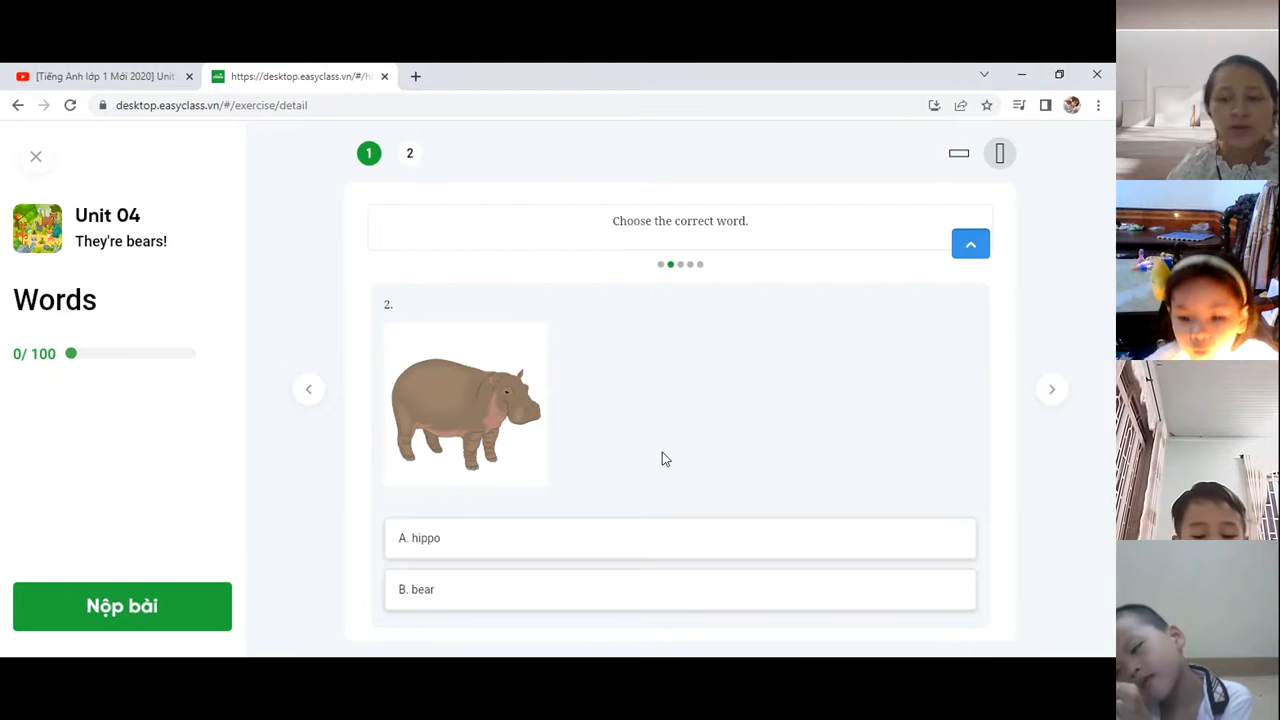 [Tiếng Anh lớp 1 Mới 2020] Unit
https://desktop.easyclass.vn/#/ho
desktop.easyclass.vn/#/exercise/detail
1
2
Unit 04
They're bears!
Choose the correct word.
Words
2.
0/ 100
A. hippo
B. bear
Nộp bài